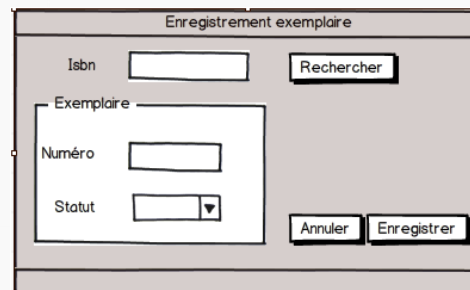 Enregistrement exemplaire
Isbn
Rechercher
Exemplaire
Numéro
Statut
Annuler
Enregistrer